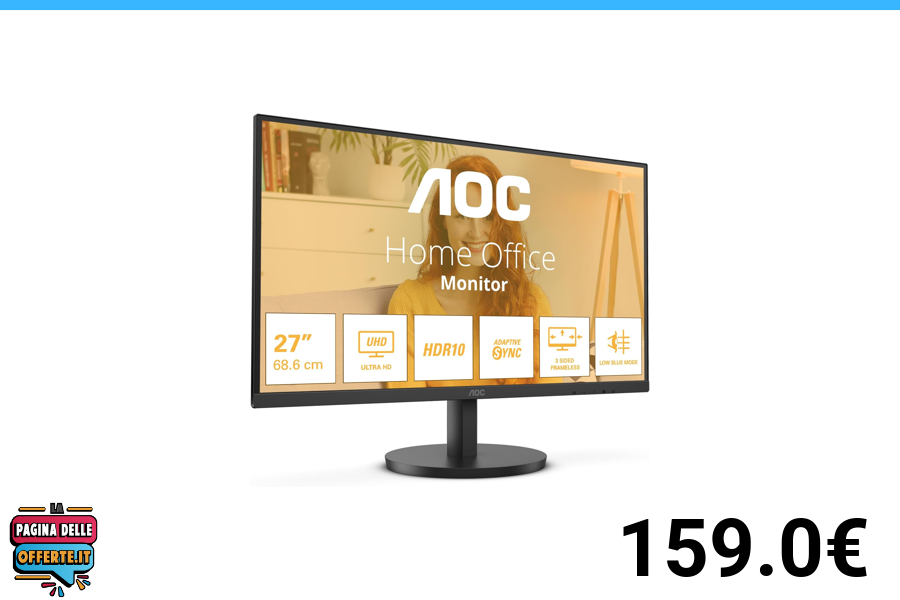 AOC
Home Office
Monitor
27”
68.6 cm
UHD
ULTRA HD
HDR10
ADAPTIVE
SYNC
3 SIDED
FRAMELESS
LOW BLUE MODE
AOC
LA
PAGINA DELLE
OFFERTE.IT
159.0€